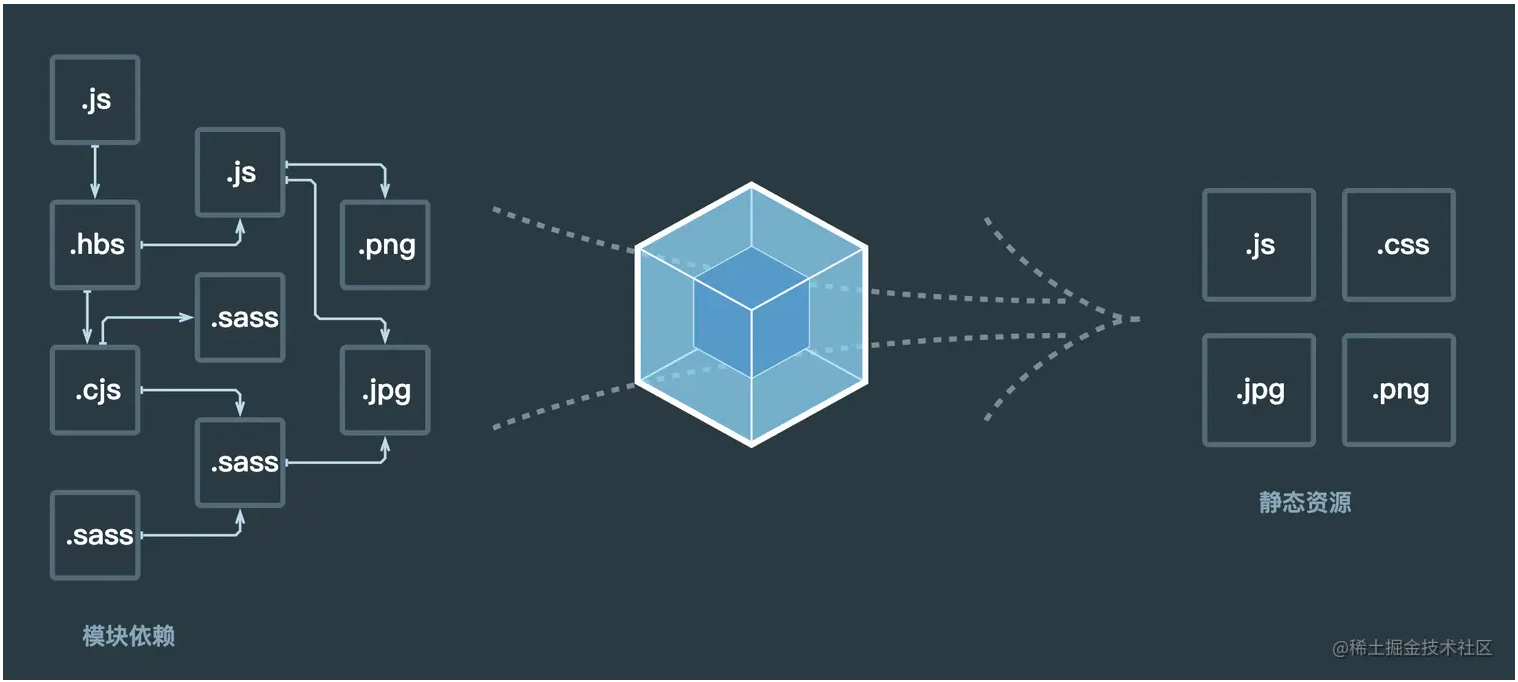 .js
.js
.hbs
.png
.sass
.cjs
.jpg
.sass
.sass
模块依赖
.js
.css
.jpg
.png
静态资源
@稀土掘金技术社区